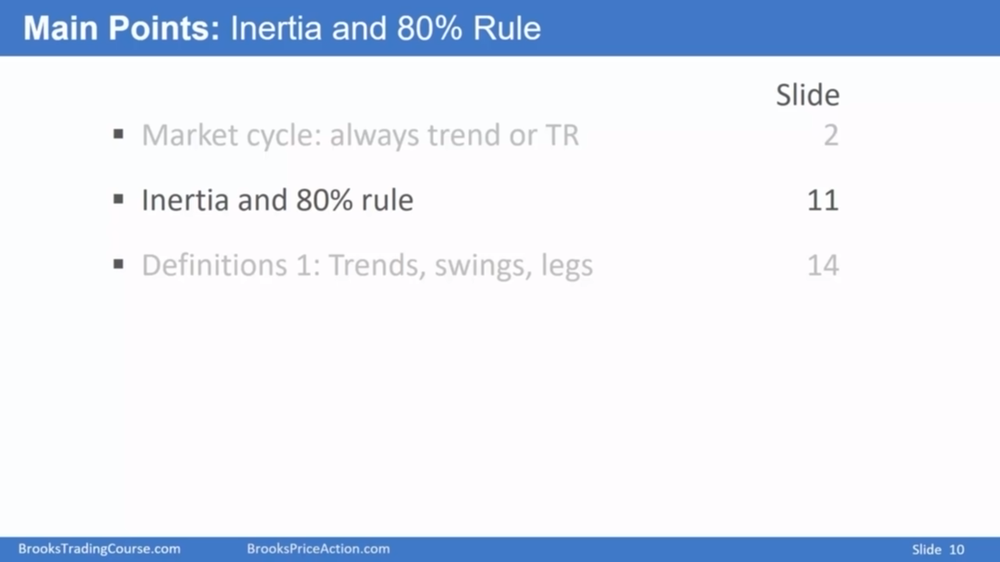 Main Points: Inertia and 80% Rule
Slide
▪ Market cycle: always trend or TR 2
▪ Inertia and 80% rule 11
▪ Definitions 1: Trends, swings, legs 14
BrooksTradingCourse.com BrooksPriceAction.com Slide 10